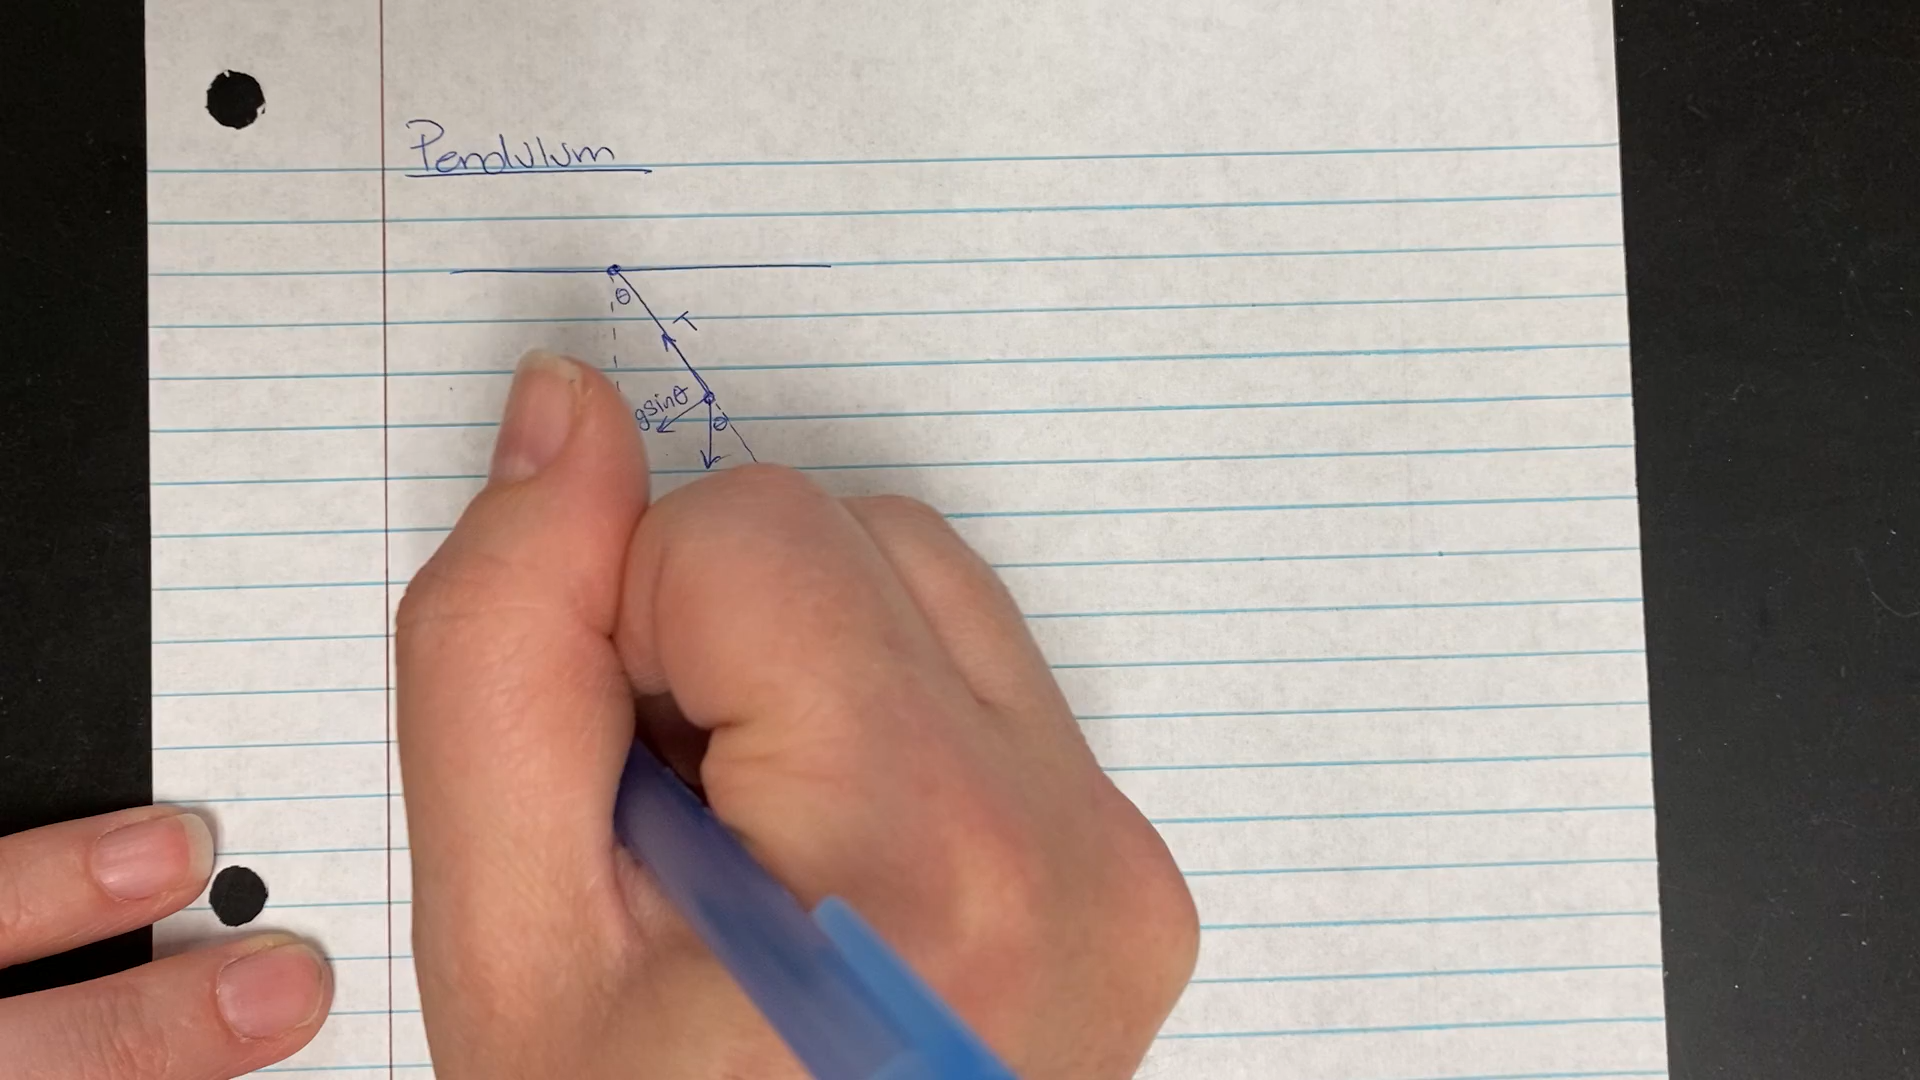 Pendulum
θ
T
gsinθ
θ